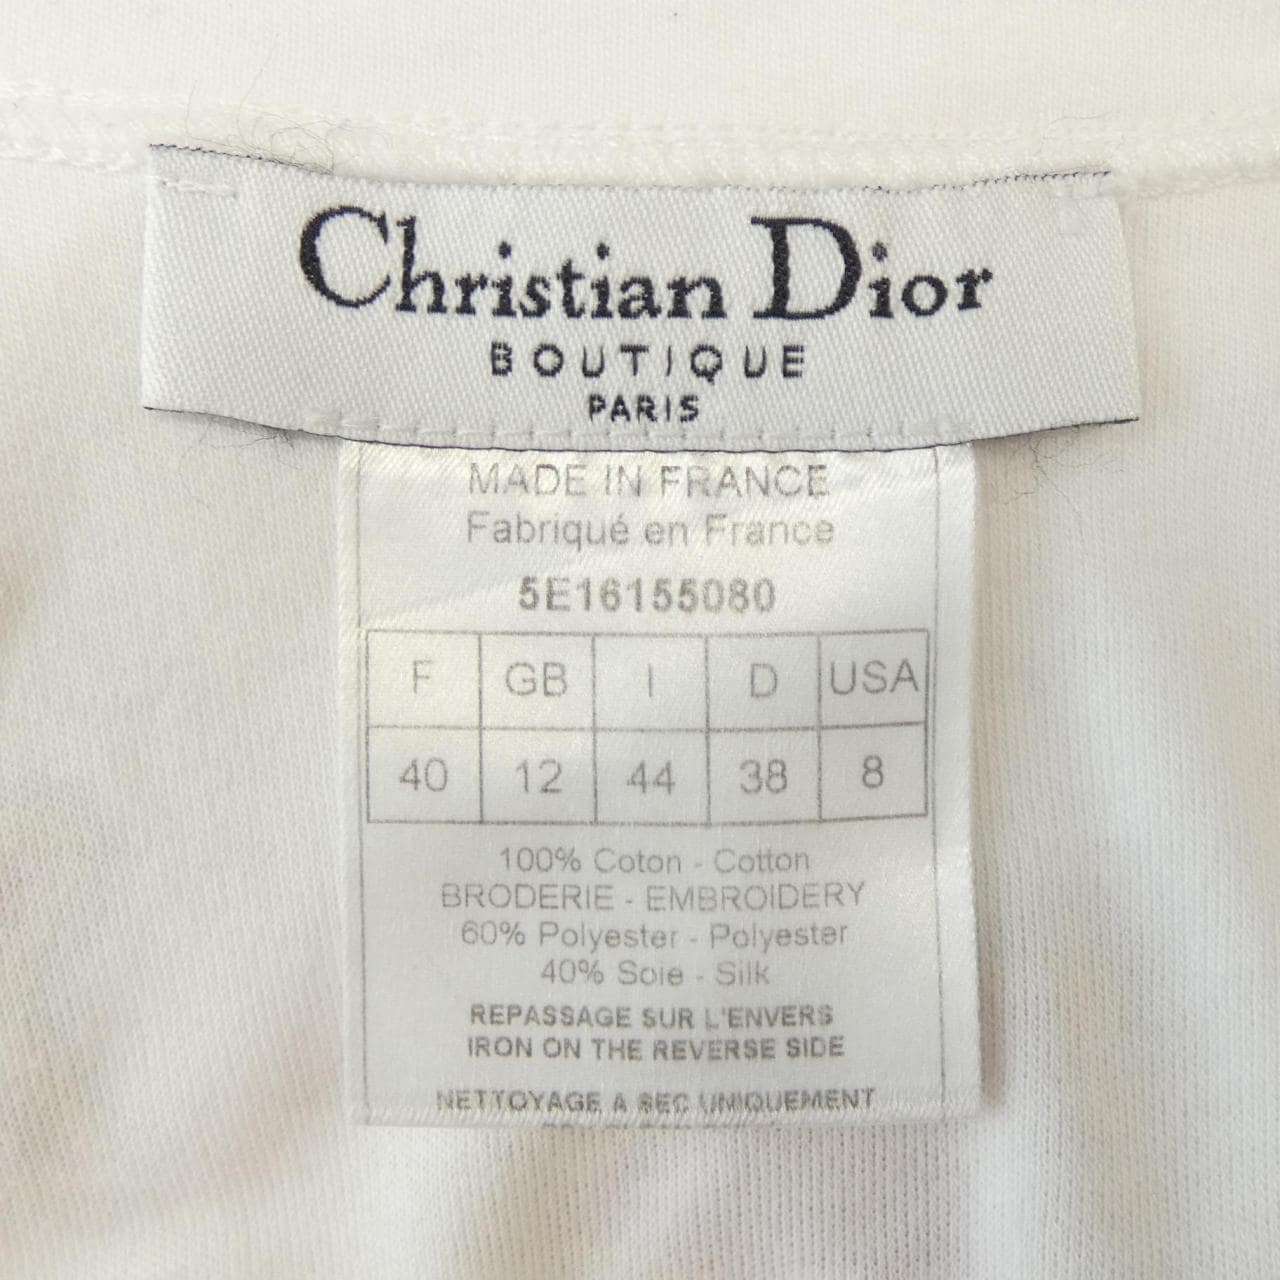 Christian Dior
BOUTIQUE
PARIS
MADE IN FRANCE
Fabriqué en France
5E16155080
F GB I D USA
40 12 44 38 8
100% Coton - Cotton
BRODERIE - EMBROIDERY
60% Polyester - Polyester
40% Soie - Silk
REPASSAGE SUR L'ENVERS
IRON ON THE REVERSE SIDE
NETTOYAGE A SEC UNIQUEMENT